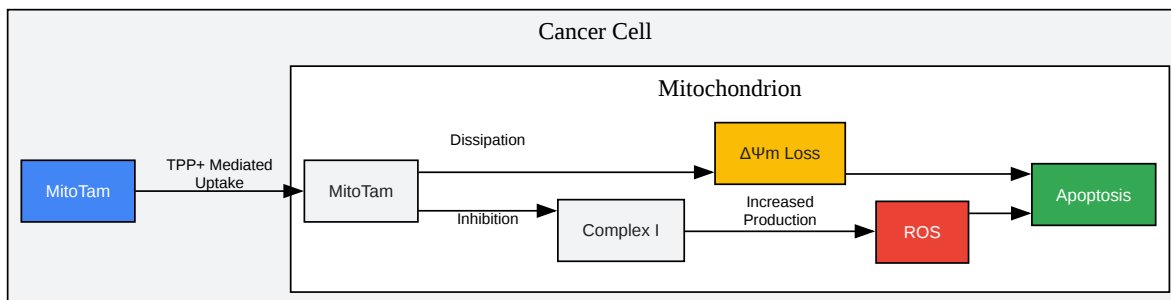 Cancer Cell
Mitochondrion
MitoTam
TPP+ Mediated
Uptake
MitoTam
Dissipation
ΔΨm Loss
Inhibition
Complex I
Increased
Production
ROS
Apoptosis